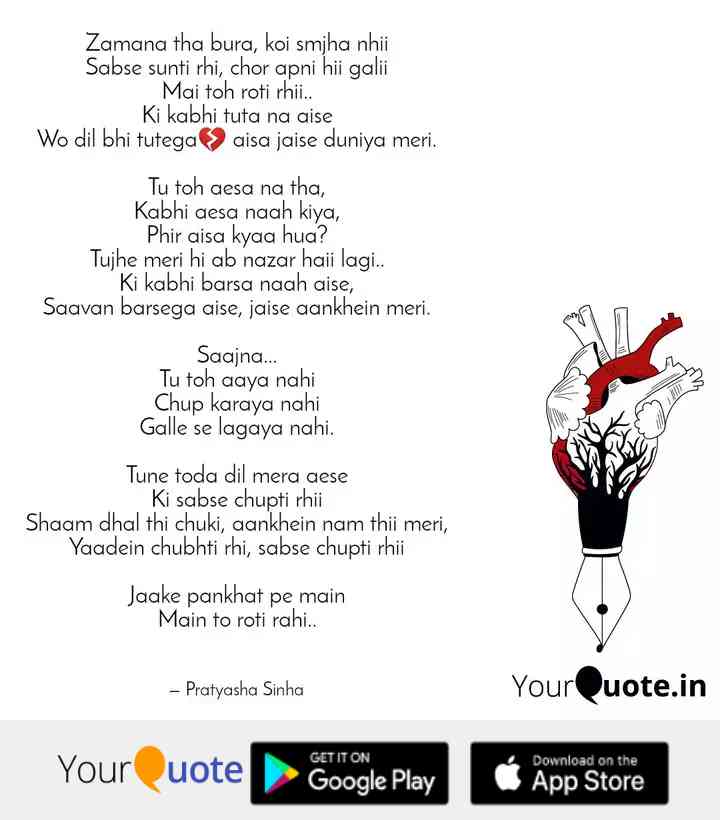 Zamana tha bura, koi smjha nhii
Sabse sunti rhi, chor apni hii galii
Mai toh roti rhii..
Ki kabhi tuta na aise
Wo dil bhi tutega💔 aisa jaise duniya meri.
Tu toh aesa na tha,
Kabhi aesa naah kiya,
Phir aisa kyaa hua?
Tujhe meri hi ab nazar haii lagi..
Ki kabhi barsa naah aise,
Saavan barsega aise, jaise aankhein meri.
Saajna...
Tu toh aaya nahi
Chup karaya nahi
Galle se lagaya nahi.
Tune toda dil mera aese
Ki sabse chupti rhii
Shaam dhal thi chuki, aankhein nam thii meri,
Yaadein chubhti rhi, sabse chupti rhii
Jaake pankhat pe main
Main to roti rahi..
– Pratyasha Sinha
YourQuote.in
YourQuote
GET IT ON
Google Play
Download on the
App Store